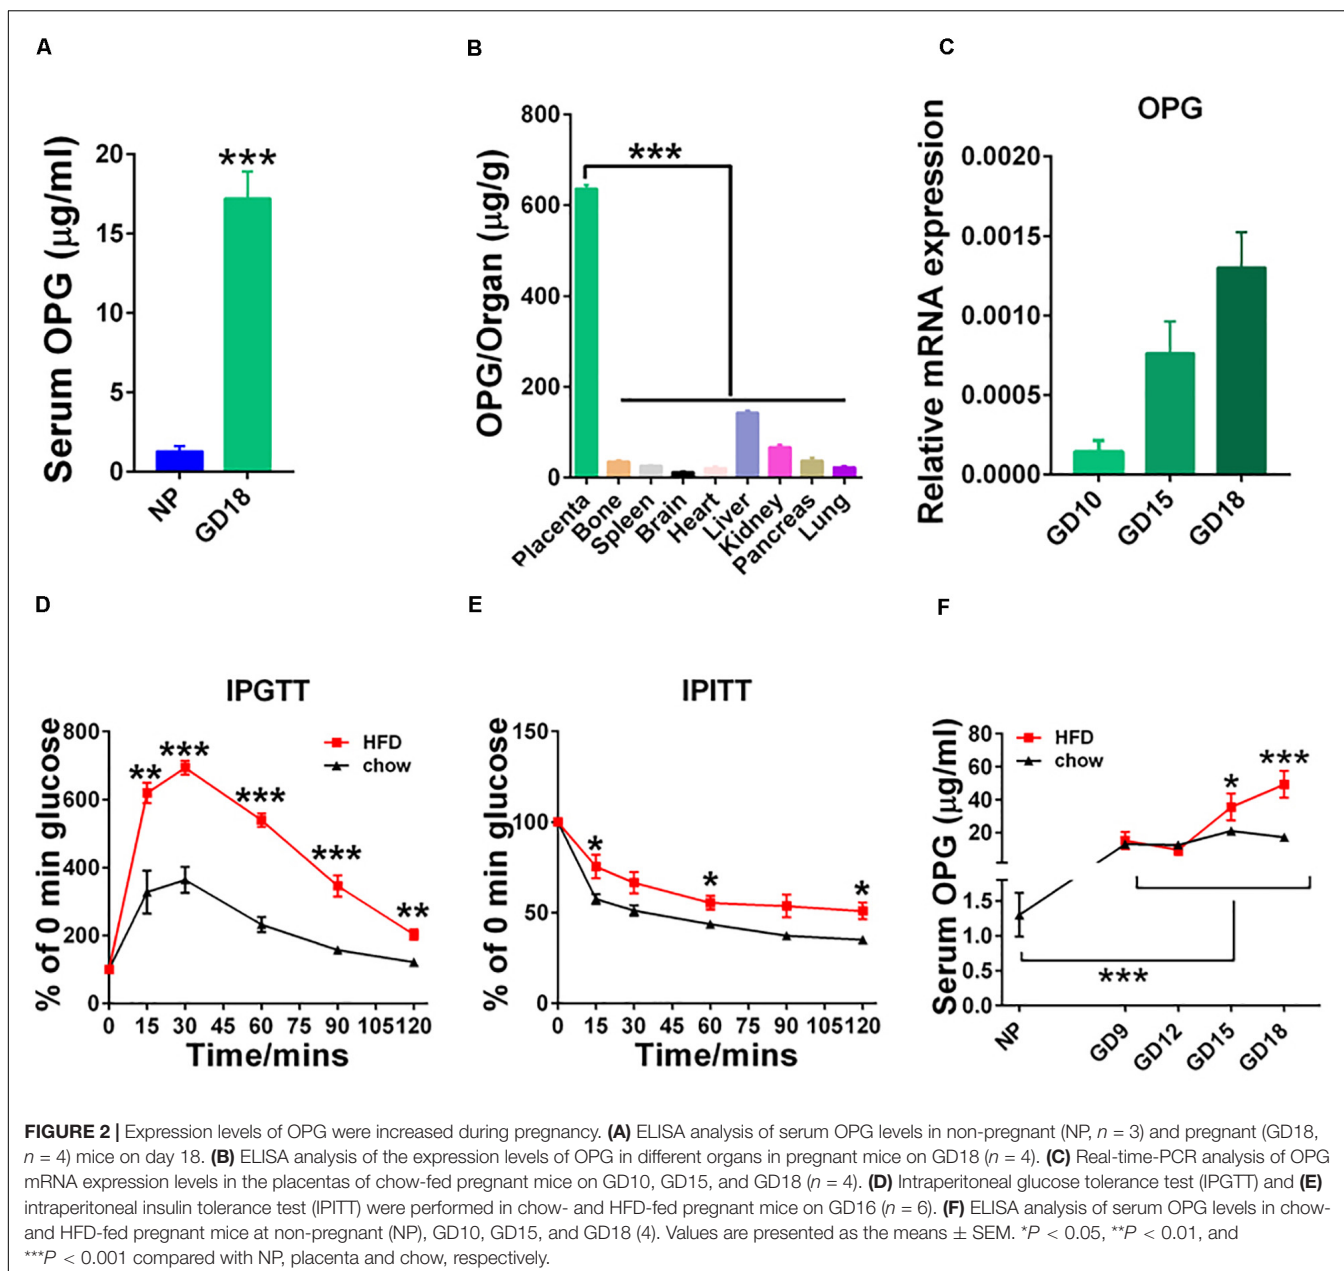 A
B
C
Serum OPG (μg/ml)
20
15
10
5
0
***
NP
GD18
OPG/Organ (μg/g)
800
600
400
200
0
***
Placenta
Bone
Spleen
Brain
Heart
Liver
Kidney
Pancreas
Lung
OPG
Relative mRNA expression
0.0020
0.0015
0.0010
0.0005
0.0000
GD10
GD15
GD18
D
E
F
IPGTT
% of 0 min glucose
800
600
400
200
0
HFD
chow
**
***
***
***
**
0 15 30 45 60 75 90 105 120
Time/mins
IPITT
% of 0 min glucose
150
100
50
0
*
*
*
HFD
chow
0 15 30 45 60 75 90 105 120
Time/mins
Serum OPG (μg/ml)
80
60
40
20
1.5
1.0
0.5
0.0
HFD
chow
*
***
***
NP
GD9
GD12
GD15
GD18
FIGURE 2 | Expression levels of OPG were increased during pregnancy. (A) ELISA analysis of serum OPG levels in non-pregnant (NP, n = 3) and pregnant (GD18,
n = 4) mice on day 18. (B) ELISA analysis of the expression levels of OPG in different organs in pregnant mice on GD18 (n = 4). (C) Real-time-PCR analysis of OPG
mRNA expression levels in the placentas of chow-fed pregnant mice on GD10, GD15, and GD18 (n = 4). (D) Intraperitoneal glucose tolerance test (IPGTT) and (E)
intraperitoneal insulin tolerance test (IPITT) were performed in chow- and HFD-fed pregnant mice on GD16 (n = 6). (F) ELISA analysis of serum OPG levels in chow-
and HFD-fed pregnant mice at non-pregnant (NP), GD10, GD15, and GD18 (4). Values are presented as the means ± SEM. *P < 0.05, **P < 0.01, and
***P < 0.001 compared with NP, placenta and chow, respectively.